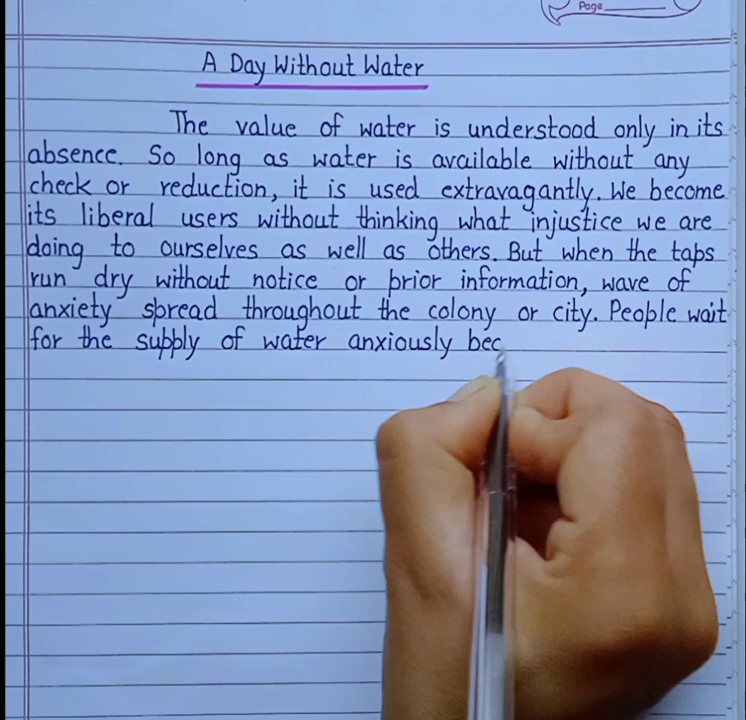 Page
A Day Without Water
The value of water is understood only in its
absence. So long as water is available without any
check or reduction, it is used extravagantly. We become
its liberal users without thinking what injustice we are
doing to ourselves as well as others. But when the taps
run dry without notice or prior information, wave of
anxiety spread throughout the colony or city. People wait
for the supply of water anxiously bec